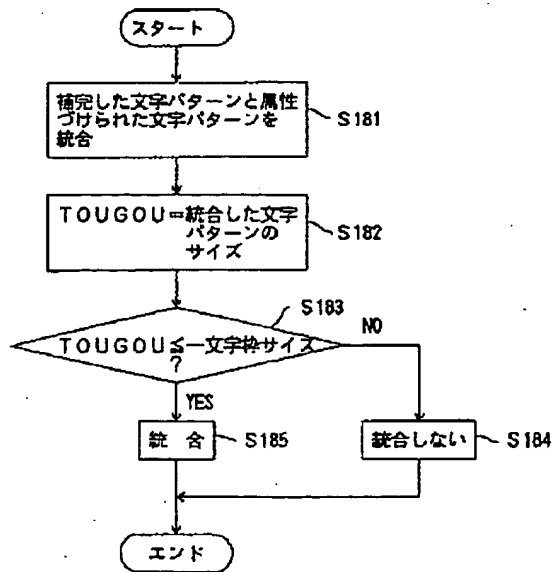 スタート
補完した文字パターンと属性
づけられた文字パターンを
統合
S181
TOUGOU=統合した文字
パターンの
サイズ
S182
S183
TOUGOU≦一文字枠サイズ
?
NO
YES
統 合
S185
統合しない
S184
エンド